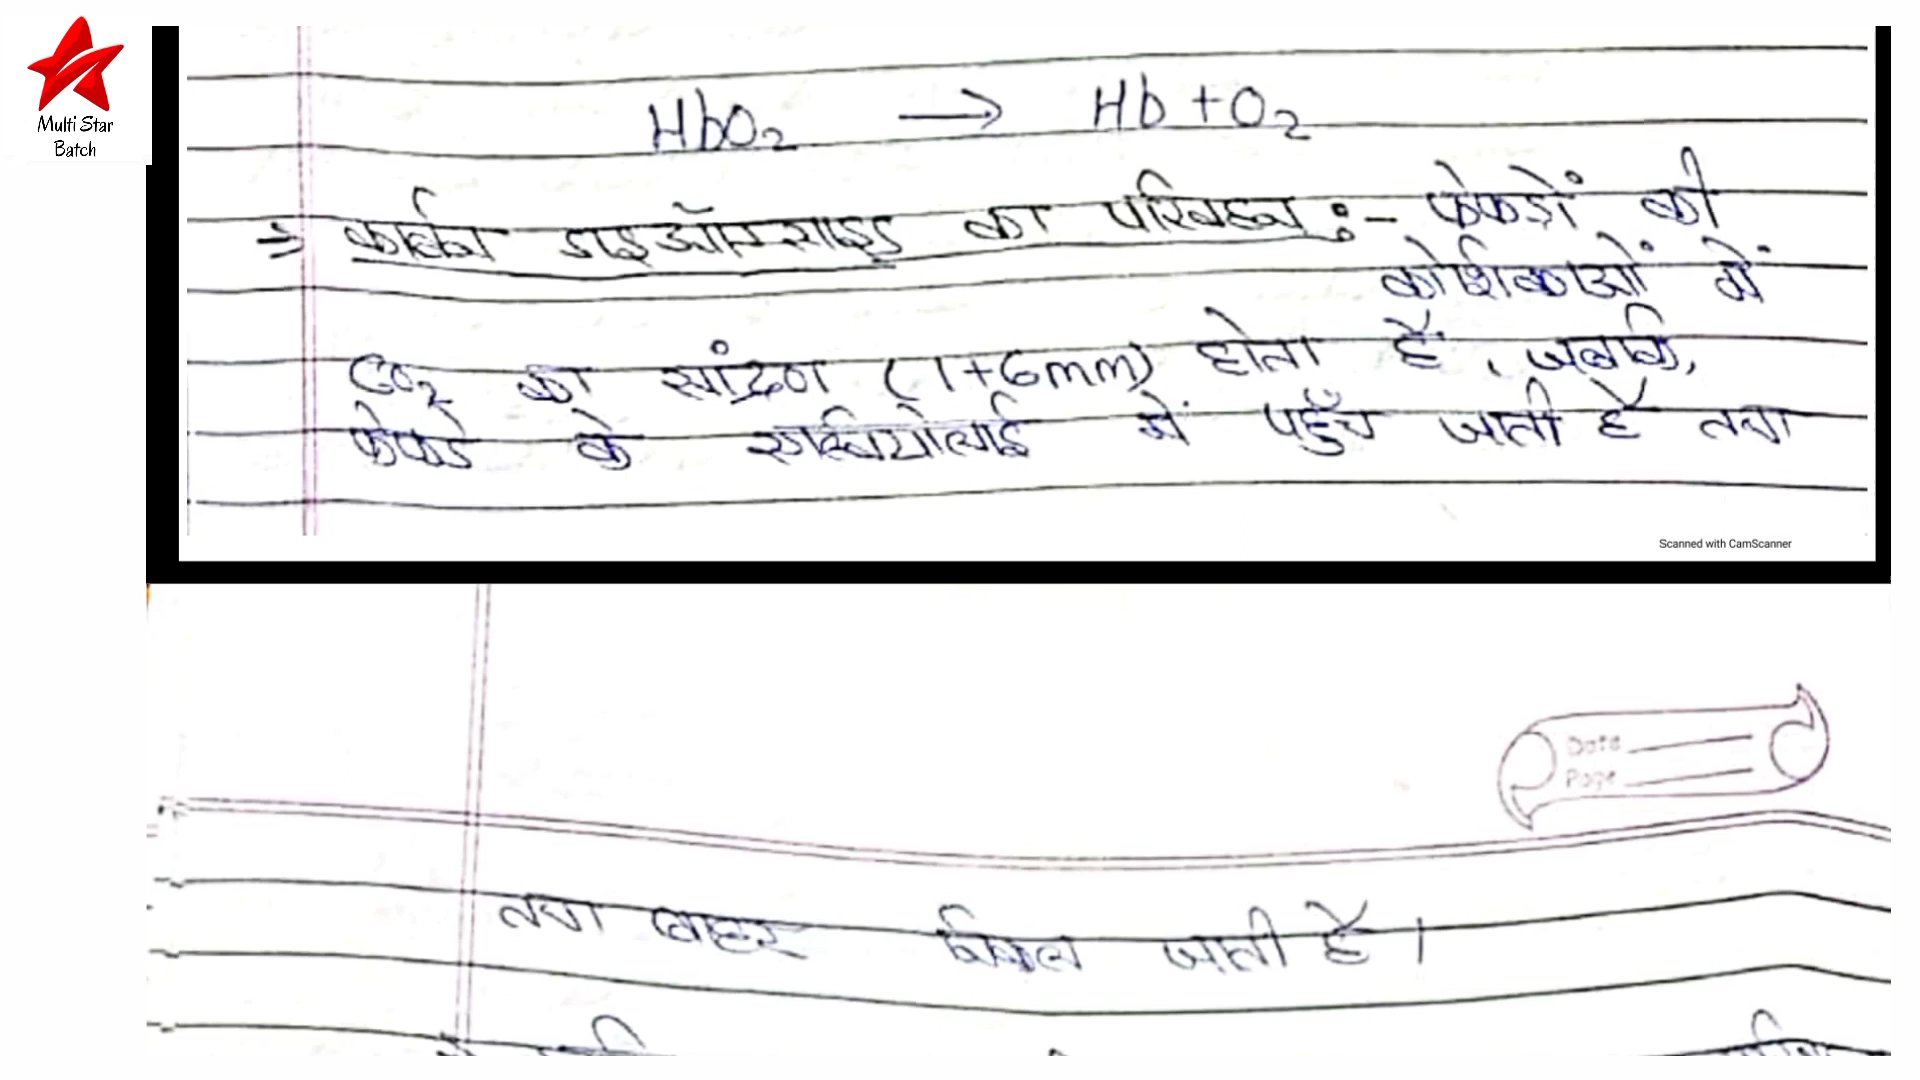 Multi Star
Batch
HbO₂ → Hb + O₂
⇒ कार्बन डाइऑक्साइड का परिवहन :- फेफड़ों की
कोशिकाओं में
CO₂ का सांद्रण (1+6mm) होता है, जबकि,
फेफडे के एल्वियोलाई में पहुँच जाती है तथा
Scanned with CamScanner
Date
Page
तथा बाहर निकल जाती है।